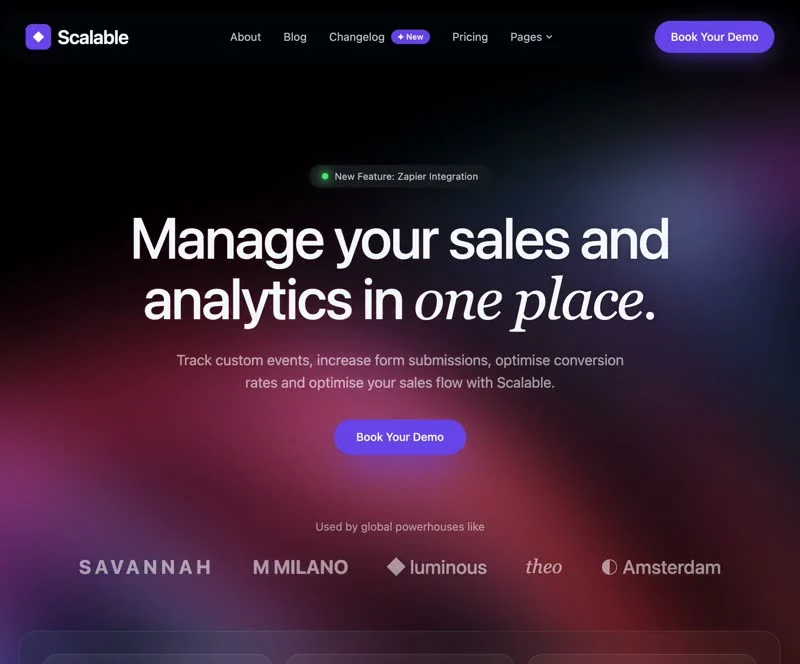 Scalable
About Blog Changelog New Pricing Pages
Book Your Demo
New Feature: Zapier Integration
Manage your sales and
analytics in one place.
Track custom events, increase form submissions, optimise conversion
rates and optimise your sales flow with Scalable.
Book Your Demo
Used by global powerhouses like
SAVANNAH
M MILANO
luminous
theo
Amsterdam